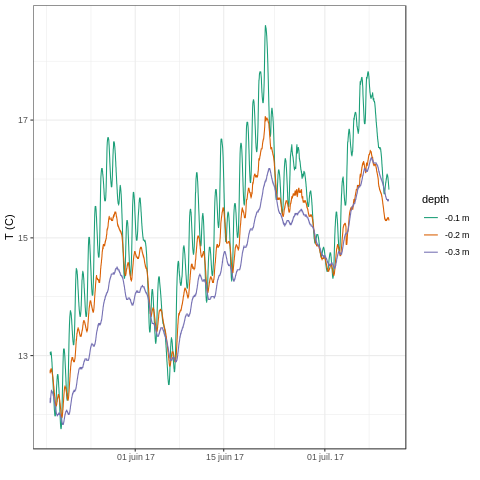 17
15
13
T (C)
01 juin 17
15 juin 17
01 juil. 17
depth
-0.1 m
-0.2 m
-0.3 m